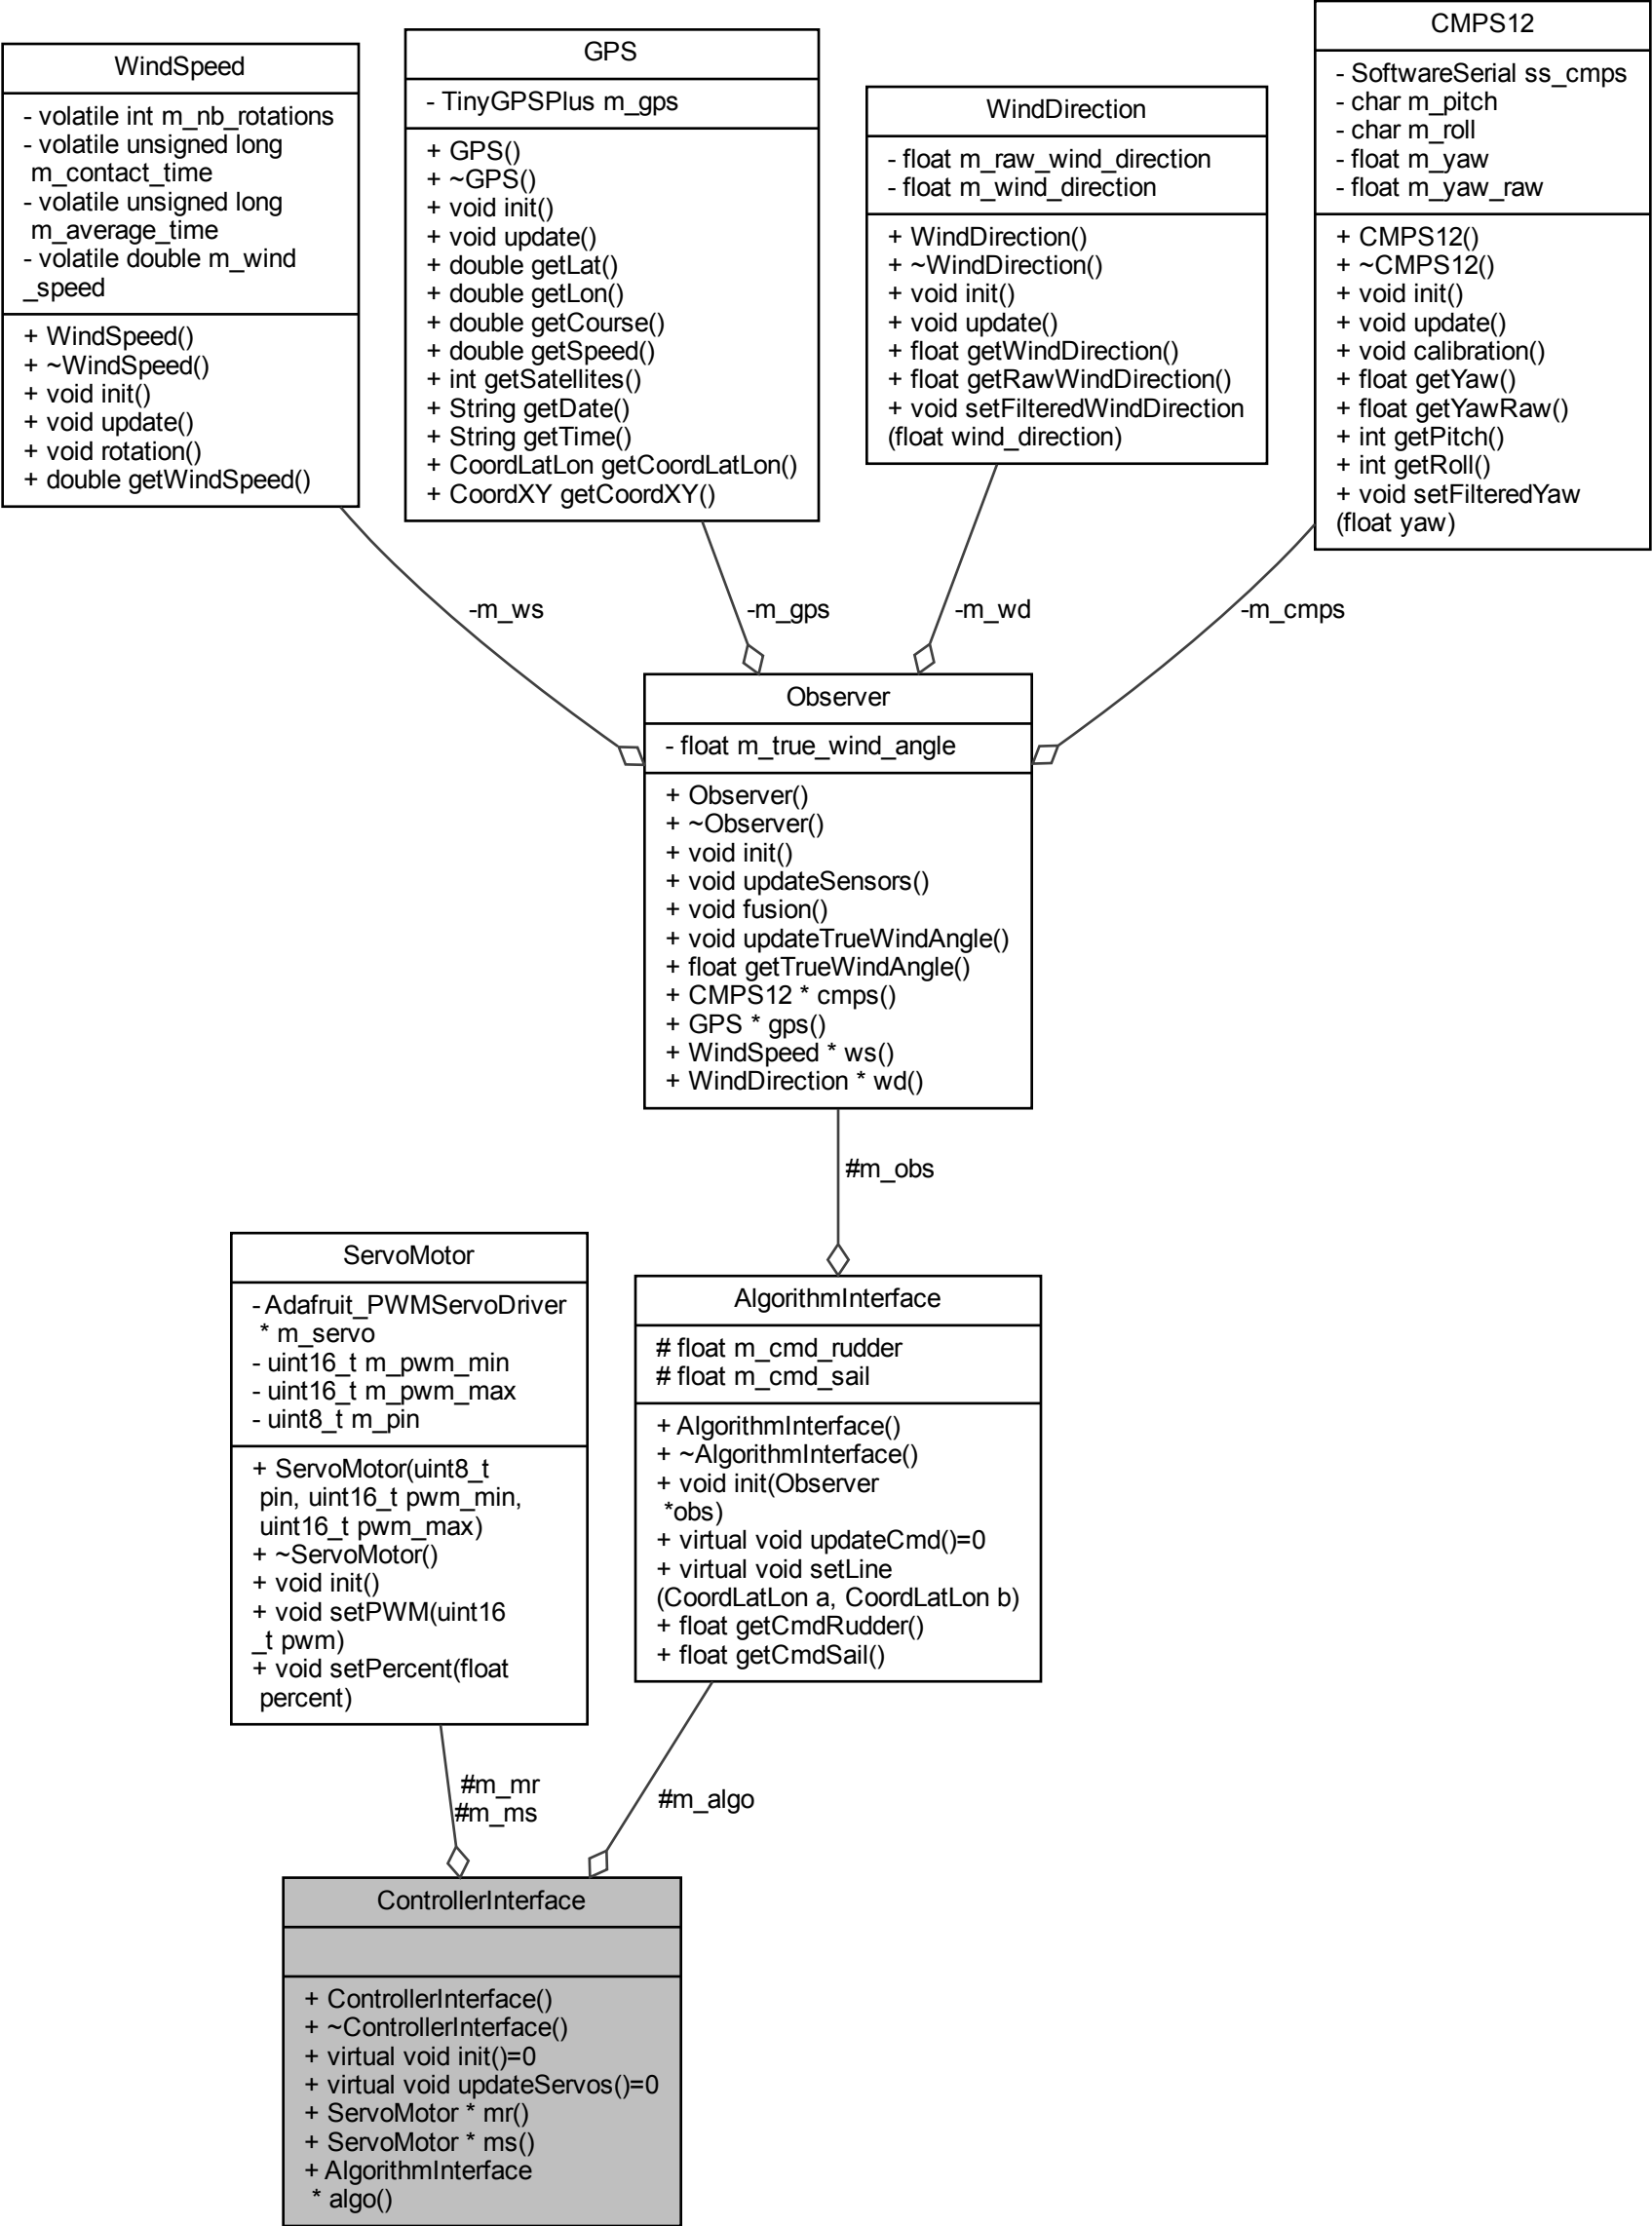 WindSpeed
- volatile int m_nb_rotations
- volatile unsigned long
m_contact_time
- volatile unsigned long
m_average_time
- volatile double m_wind
_speed
+ WindSpeed()
+ ~WindSpeed()
+ void init()
+ void update()
+ void rotation()
+ double getWindSpeed()
GPS
- TinyGPSPlus m_gps
+ GPS()
+ ~GPS()
+ void init()
+ void update()
+ double getLat()
+ double getLon()
+ double getCourse()
+ double getSpeed()
+ int getSatellites()
+ String getDate()
+ String getTime()
+ CoordLatLon getCoordLatLon()
+ CoordXY getCoordXY()
WindDirection
- float m_raw_wind_direction
- float m_wind_direction
+ WindDirection()
+ ~WindDirection()
+ void init()
+ void update()
+ float getWindDirection()
+ float getRawWindDirection()
+ void setFilteredWindDirection
(float wind_direction)
CMPS12
- SoftwareSerial ss_cmps
- char m_pitch
- char m_roll
- float m_yaw
- float m_yaw_raw
+ CMPS12()
+ ~CMPS12()
+ void init()
+ void update()
+ void calibration()
+ float getYaw()
+ float getYawRaw()
+ int getPitch()
+ int getRoll()
+ void setFilteredYaw
(float yaw)
-m_ws
-m_gps
-m_wd
-m_cmps
Observer
- float m_true_wind_angle
+ Observer()
+ ~Observer()
+ void init()
+ void updateSensors()
+ void fusion()
+ void updateTrueWindAngle()
+ float getTrueWindAngle()
+ CMPS12 * cmps()
+ GPS * gps()
+ WindSpeed * ws()
+ WindDirection * wd()
#m_obs
ServoMotor
- Adafruit_PWMServoDriver
* m_servo
- uint16_t m_pwm_min
- uint16_t m_pwm_max
- uint8_t m_pin
+ ServoMotor(uint8_t
pin, uint16_t pwm_min,
uint16_t pwm_max)
+ ~ServoMotor()
+ void init()
+ void setPWM(uint16
_t pwm)
+ void setPercent(float
percent)
AlgorithmInterface
# float m_cmd_rudder
# float m_cmd_sail
+ AlgorithmInterface()
+ ~AlgorithmInterface()
+ void init(Observer
*obs)
+ virtual void updateCmd()=0
+ virtual void setLine
(CoordLatLon a, CoordLatLon b)
+ float getCmdRudder()
+ float getCmdSail()
#m_mr
#m_ms
#m_algo
ControllerInterface
+ ControllerInterface()
+ ~ControllerInterface()
+ virtual void init()=0
+ virtual void updateServos()=0
+ ServoMotor * mr()
+ ServoMotor * ms()
+ AlgorithmInterface
* algo()